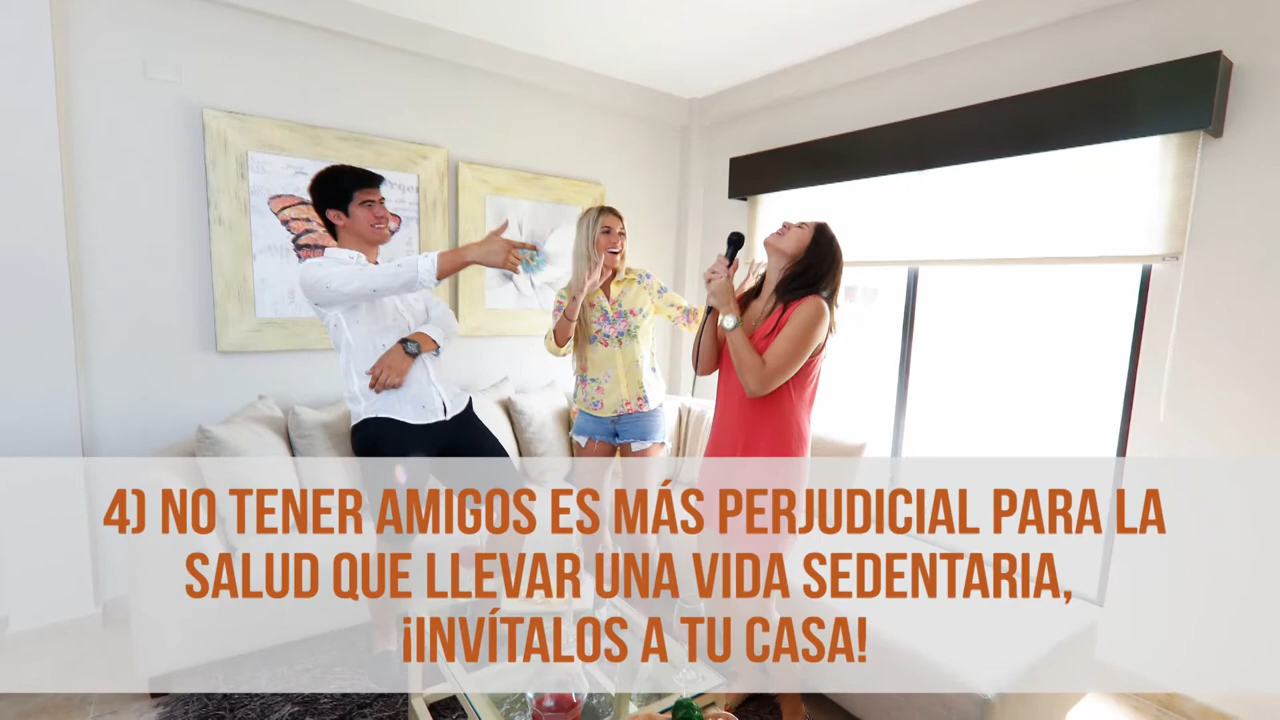 4) NO TENER AMIGOS ES MÁS PERJUDICIAL PARA LA
SALUD QUE LLEVAR UNA VIDA SEDENTARIA,
¡INVÍTALOS A TU CASA!